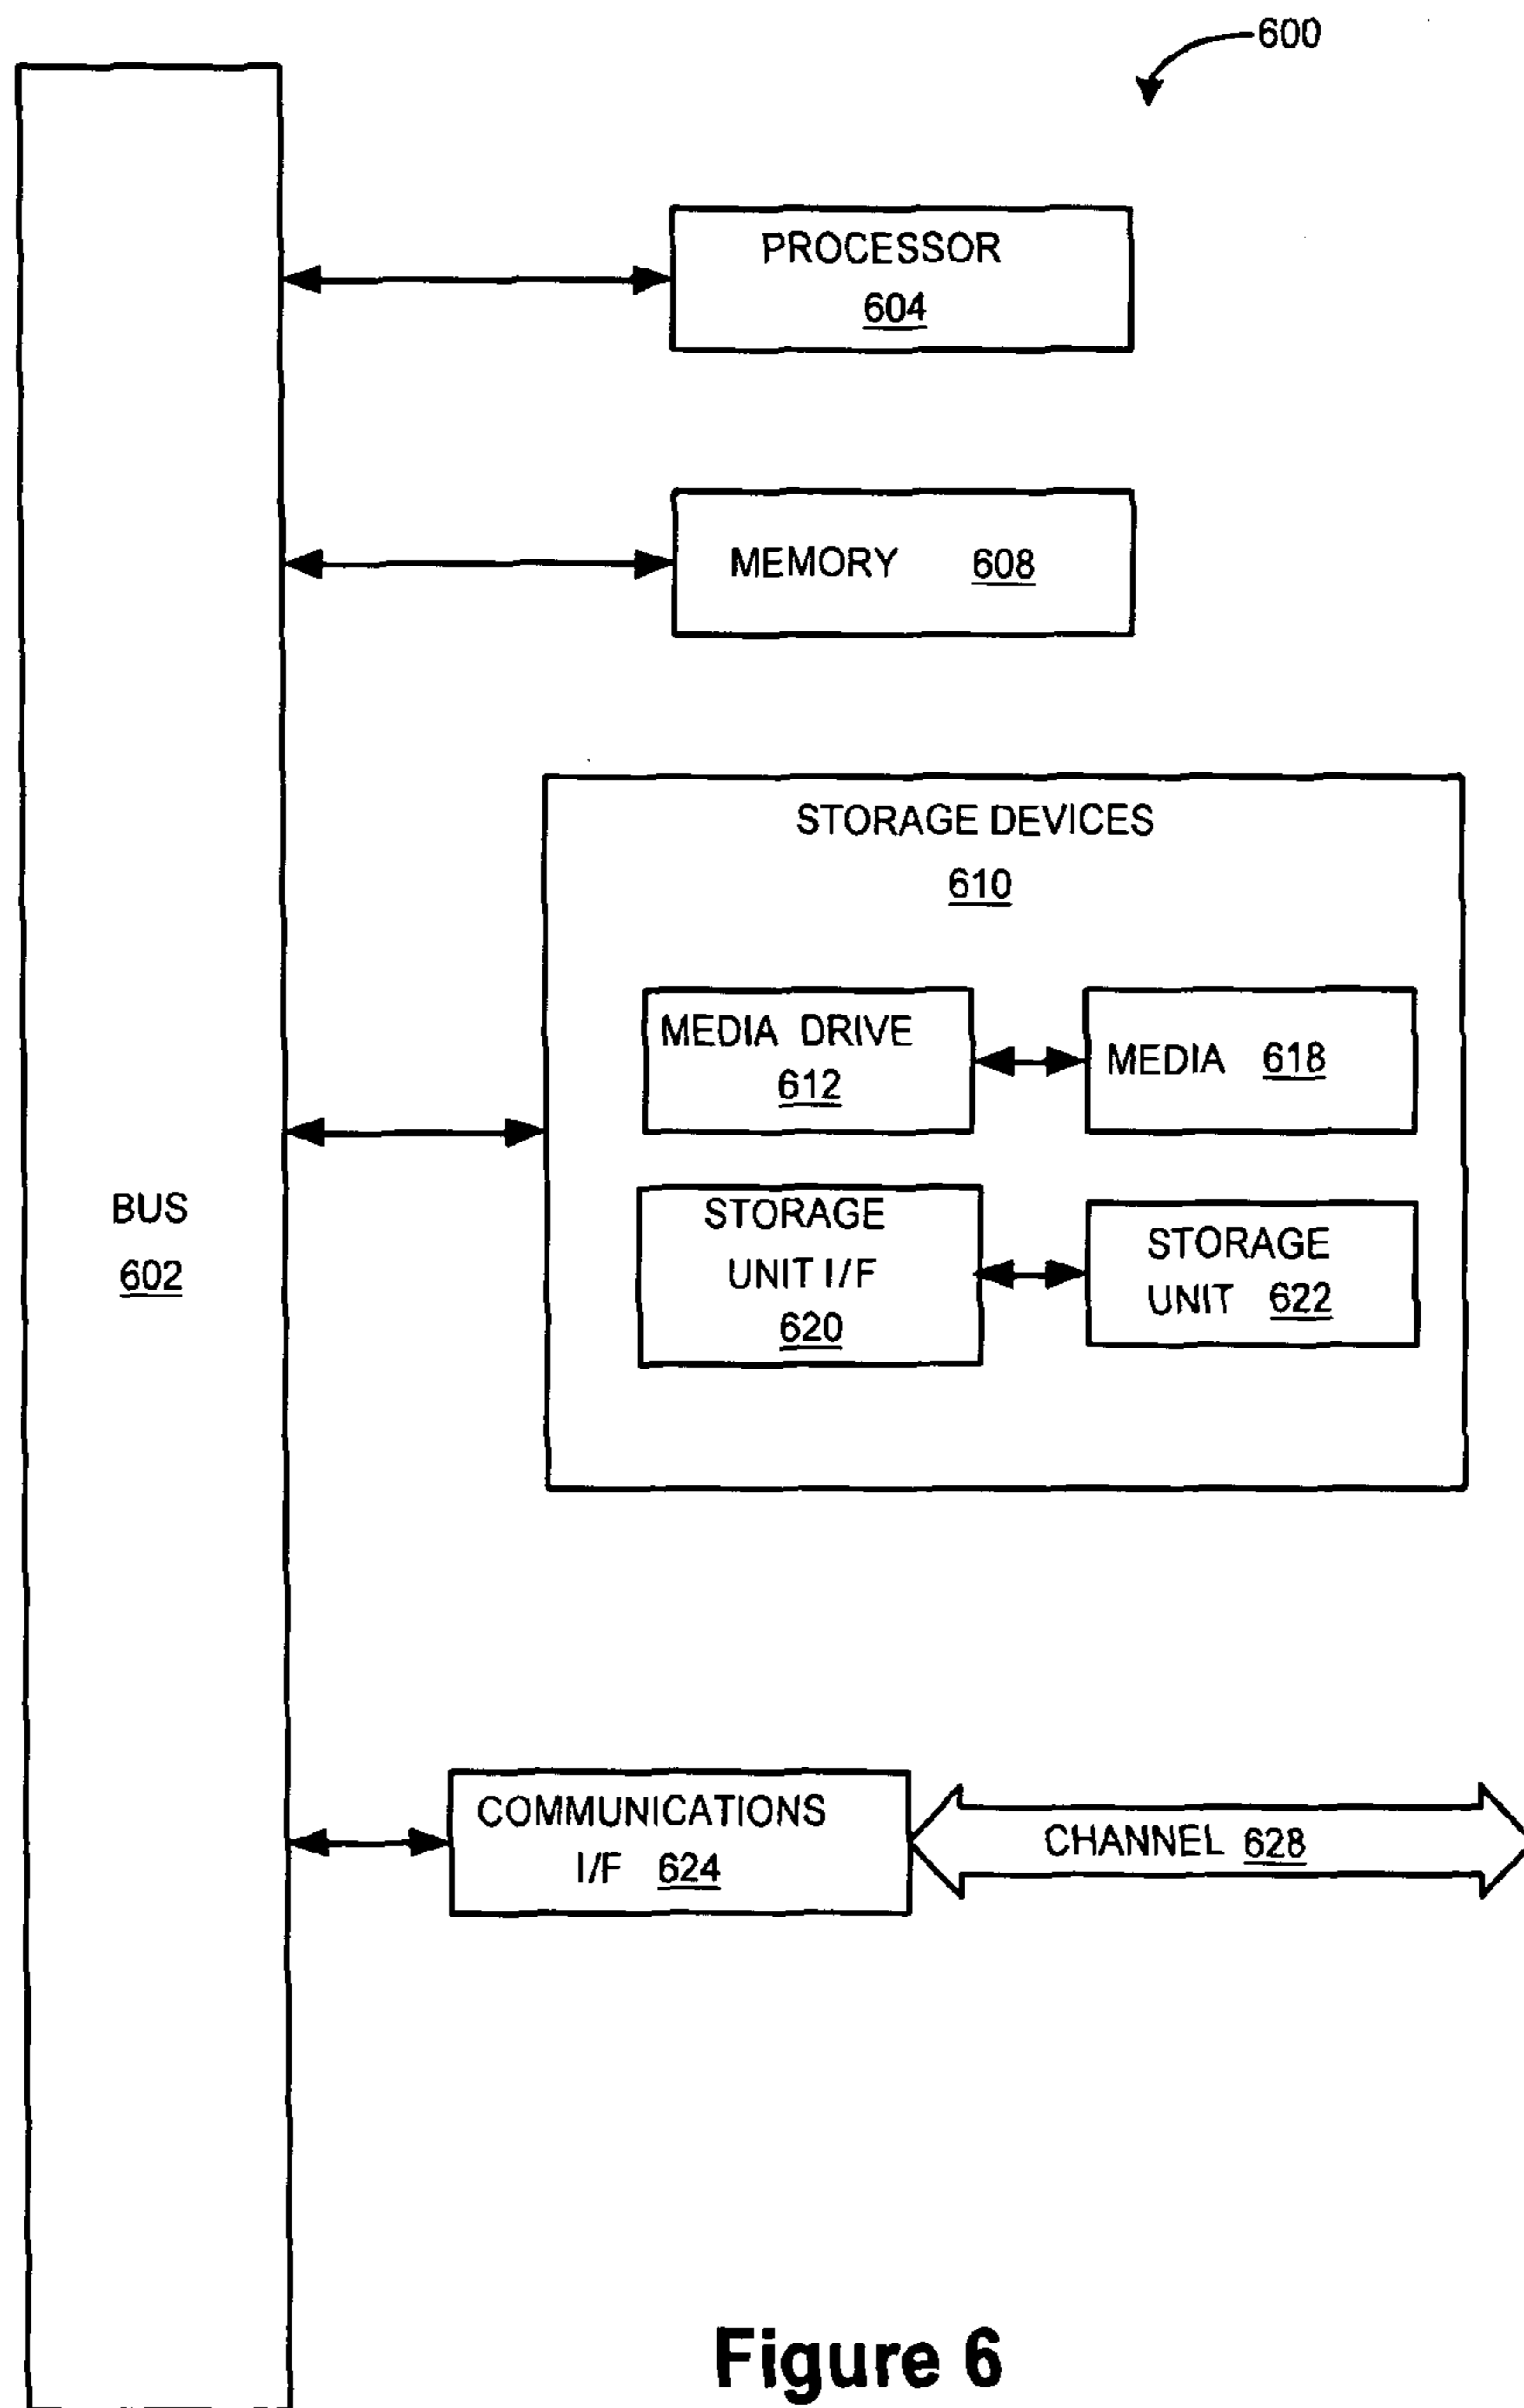 600
PROCESSOR
604
MEMORY 608
STORAGE DEVICES
610
MEDIA DRIVE
612
MEDIA 618
BUS
602
STORAGE
UNIT I/F
620
STORAGE
UNIT 622
COMMUNICATIONS
I/F 624
CHANNEL 628
Figure 6